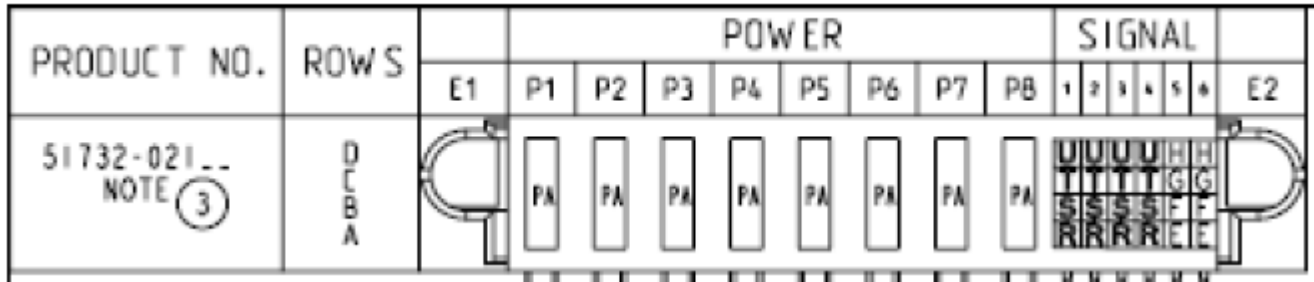 PRODUCT NO. ROWS POWER SIGNAL
E1 P1 P2 P3 P4 P5 P6 P7 P8 1 2 3 4 5 6 E2
51732-021__
NOTE 3
D
C
B
A
PA PA PA PA PA PA PA PA
U U U U H H
T T T T G G
S S S S F F
R R R R E E